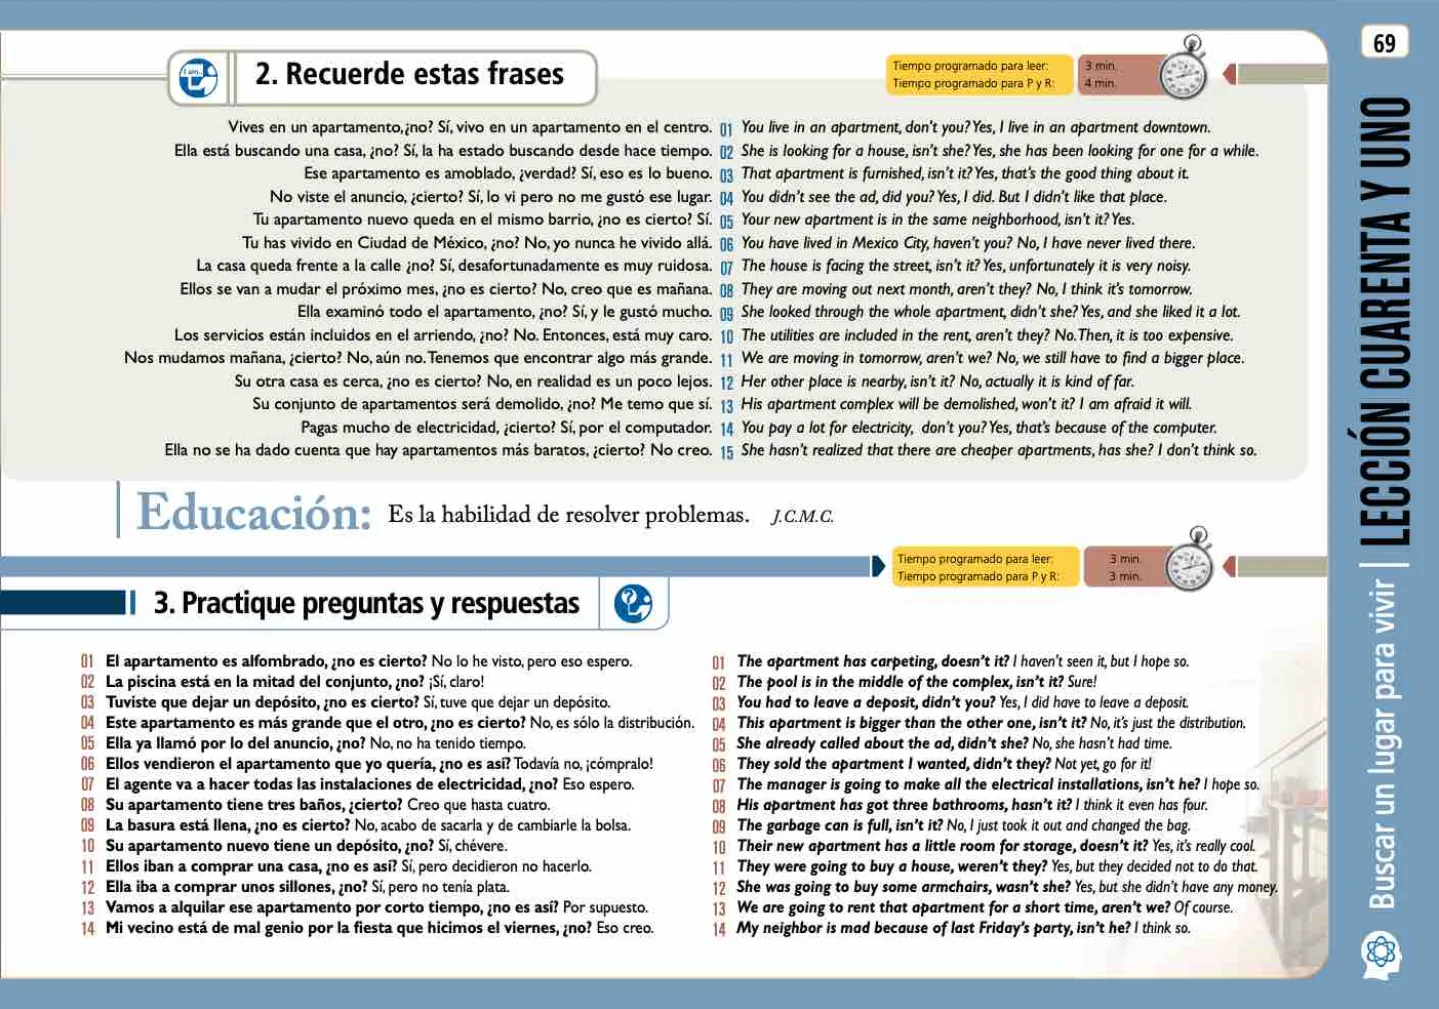 69
2. Recuerde estas frases
Tiempo programado para leer: 3 min.
Tiempo programado para P y R: 4 min.
Vives en un apartamento,¿no? Sí, vivo en un apartamento en el centro. 01 You live in an apartment, don't you? Yes, I live in an apartment downtown.
Ella está buscando una casa, ¿no? Sí, la ha estado buscando desde hace tiempo. 02 She is looking for a house, isn't she? Yes, she has been looking for one for a while.
Ese apartamento es amoblado, ¿verdad? Sí, eso es lo bueno. 03 That apartment is furnished, isn't it? Yes, that's the good thing about it.
No viste el anuncio, ¿cierto? Sí, lo vi pero no me gustó ese lugar. 04 You didn't see the ad, did you? Yes, I did. But I didn't like that place.
Tu apartamento nuevo queda en el mismo barrio, ¿no es cierto? Sí. 05 Your new apartment is in the same neighborhood, isn't it? Yes.
Tu has vivido en Ciudad de México, ¿no? No, yo nunca he vivido allá. 06 You have lived in Mexico City, haven't you? No, I have never lived there.
La casa queda frente a la calle ¿no? Sí, desafortunadamente es muy ruidosa. 07 The house is facing the street, isn't it? Yes, unfortunately it is very noisy.
Ellos se van a mudar el próximo mes, ¿no es cierto? No, creo que es mañana. 08 They are moving out next month, aren't they? No, I think it's tomorrow.
Ella examinó todo el apartamento, ¿no? Sí, y le gustó mucho. 09 She looked through the whole apartment, didn't she? Yes, and she liked it a lot.
Los servicios están incluidos en el arriendo, ¿no? No. Entonces, está muy caro. 10 The utilities are included in the rent, aren't they? No. Then, it is too expensive.
Nos mudamos mañana, ¿cierto? No, aún no. Tenemos que encontrar algo más grande. 11 We are moving in tomorrow, aren't we? No, we still have to find a bigger place.
Su otra casa es cerca, ¿no es cierto? No, en realidad es un poco lejos. 12 Her other place is nearby, isn't it? No, actually it is kind of far.
Su conjunto de apartamentos será demolido, ¿no? Me temo que sí. 13 His apartment complex will be demolished, won't it? I am afraid it will.
Pagas mucho de electricidad, ¿cierto? Sí, por el computador. 14 You pay a lot for electricity, don't you? Yes, that's because of the computer.
Ella no se ha dado cuenta que hay apartamentos más baratos, ¿cierto? No creo. 15 She hasn't realized that there are cheaper apartments, has she? I don't think so.
Educación: Es la habilidad de resolver problemas. J.C.M.C.
Tiempo programado para leer: 3 min.
Tiempo programado para P y R: 3 min.
3. Practique preguntas y respuestas
01 El apartamento es alfombrado, ¿no es cierto? No lo he visto, pero eso espero.
02 La piscina está en la mitad del conjunto, ¿no? ¡Sí, claro!
03 Tuviste que dejar un depósito, ¿no es cierto? Sí, tuve que dejar un depósito.
04 Este apartamento es más grande que el otro, ¿no es cierto? No, es sólo la distribución.
05 Ella ya llamó por lo del anuncio, ¿no? No, no ha tenido tiempo.
06 Ellos vendieron el apartamento que yo quería, ¿no es así? Todavía no, ¡cómpralo!
07 El agente va a hacer todas las instalaciones de electricidad, ¿no? Eso espero.
08 Su apartamento tiene tres baños, ¿cierto? Creo que hasta cuatro.
09 La basura está llena, ¿no es cierto? No, acabo de sacarla y de cambiarle la bolsa.
10 Su apartamento nuevo tiene un depósito, ¿no? Sí, chévere.
11 Ellos iban a comprar una casa, ¿no es así? Sí, pero decidieron no hacerlo.
12 Ella iba a comprar unos sillones, ¿no? Sí, pero no tenía plata.
13 Vamos a alquilar ese apartamento por corto tiempo, ¿no es así? Por supuesto.
14 Mi vecino está de mal genio por la fiesta que hicimos el viernes, ¿no? Eso creo.
01 The apartment has carpeting, doesn't it? I haven't seen it, but I hope so.
02 The pool is in the middle of the complex, isn't it? Sure!
03 You had to leave a deposit, didn't you? Yes, I did have to leave a deposit.
04 This apartment is bigger than the other one, isn't it? No, it's just the distribution.
05 She already called about the ad, didn't she? No, she hasn't had time.
06 They sold the apartment I wanted, didn't they? Not yet, go for it!
07 The manager is going to make all the electrical installations, isn't he? I hope so.
08 His apartment has got three bathrooms, hasn't it? I think it even has four.
09 The garbage can is full, isn't it? No, I just took it out and changed the bag.
10 Their new apartment has a little room for storage, doesn't it? Yes, it's really cool.
11 They were going to buy a house, weren't they? Yes, but they decided not to do that.
12 She was going to buy some armchairs, wasn't she? Yes, but she didn't have any money.
13 We are going to rent that apartment for a short time, aren't we? Of course.
14 My neighbor is mad because of last Friday's party, isn't he? I think so.
Buscar un lugar para vivir | LECCIÓN CUARENTA Y UNO